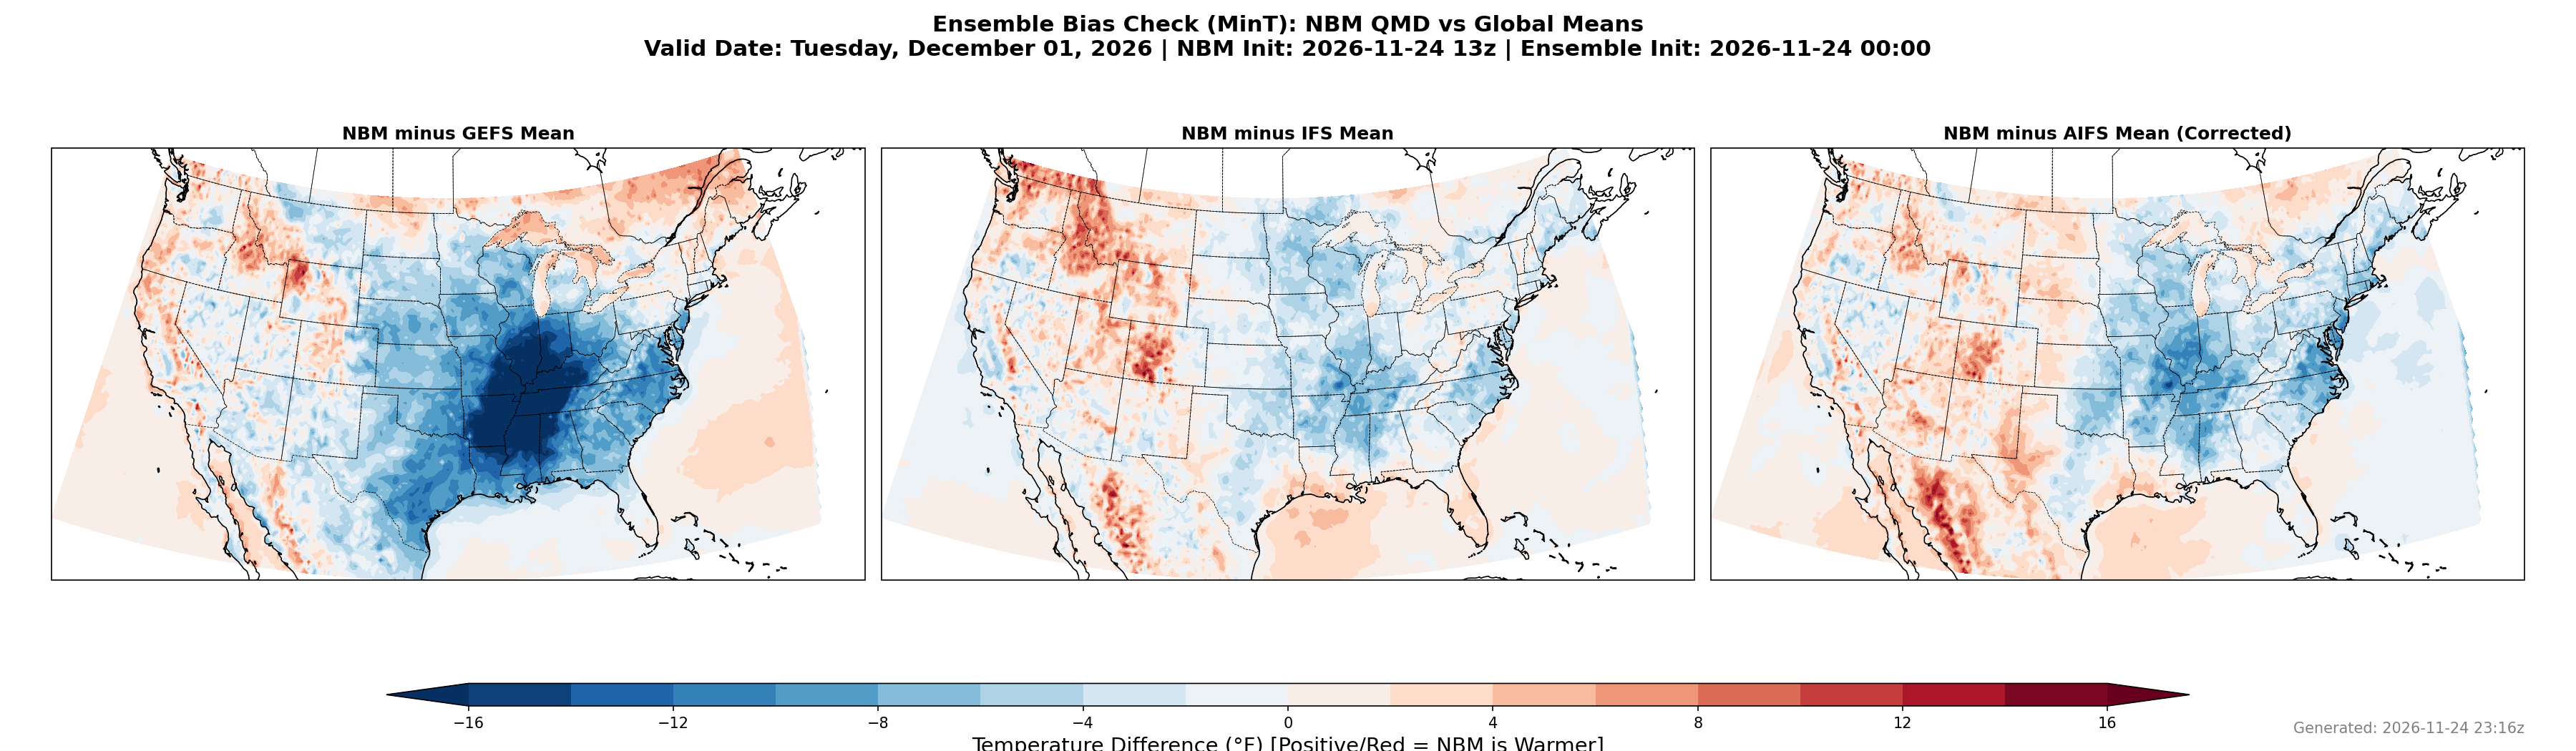 Ensemble Bias Check (MinT): NBM QMD vs Global Means
Valid Date: Tuesday, December 01, 2026 | NBM Init: 2026-11-24 13z | Ensemble Init: 2026-11-24 00:00
NBM minus GEFS Mean
NBM minus IFS Mean
NBM minus AIFS Mean (Corrected)
−16 −12 −8 −4 0 4 8 12 16
Generated: 2026-11-24 23:16z
Temperature Difference (°F) [Positive/Red = NBM is Warmer]